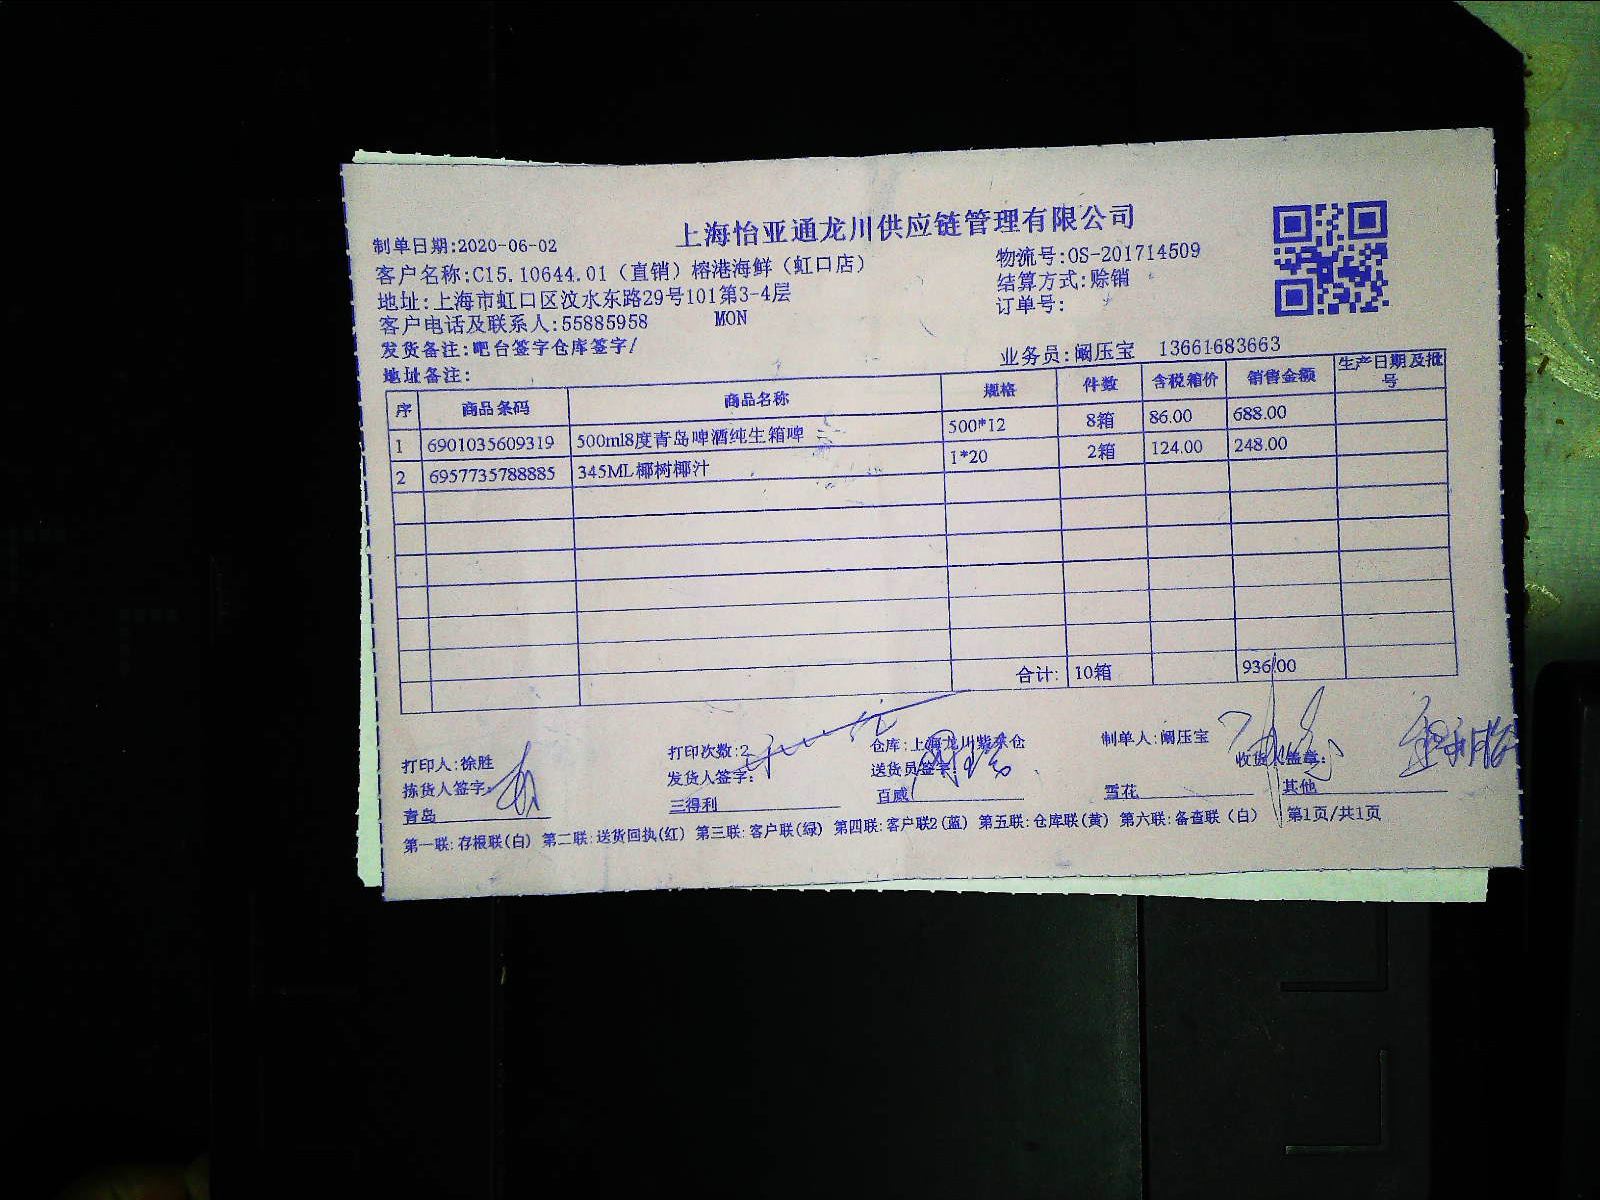 上海怡亚通龙川供应链管理有限公司
制单日期:2020-06-02
物流号:OS-201714509
客户名称:C15.10644.01（直销）榕港海鲜（虹口店）
结算方式:赊销
地址:上海市虹口区汶水东路29号101第3-4层
订单号:
客户电话及联系人:55885958 MON
发货备注:吧台签字仓库签字/
业务员:阚压宝 13661683663
地址备注:
序 商品条码 商品名称 规格 件数 含税箱价 销售金额 生产日期及批号
1 6901035609319 500ml8度青岛啤酒纯生箱啤 500*12 8箱 86.00 688.00
2 6957735788885 345ML椰树椰汁 1*20 2箱 124.00 248.00
合计: 10箱 936.00
打印人:徐胜 打印次数:2 仓库:上海龙川紫东仓 制单人:阚压宝
拣货人签字: 发货人签字: 送货员签字: 收货人盖章:
青岛 三得利 百威 雪花 其他
第一联:存根联(白) 第二联:送货回执(红) 第三联:客户联(绿) 第四联:客户联2(蓝) 第五联:仓库联(黄) 第六联:备查联（白） 第1页/共1页